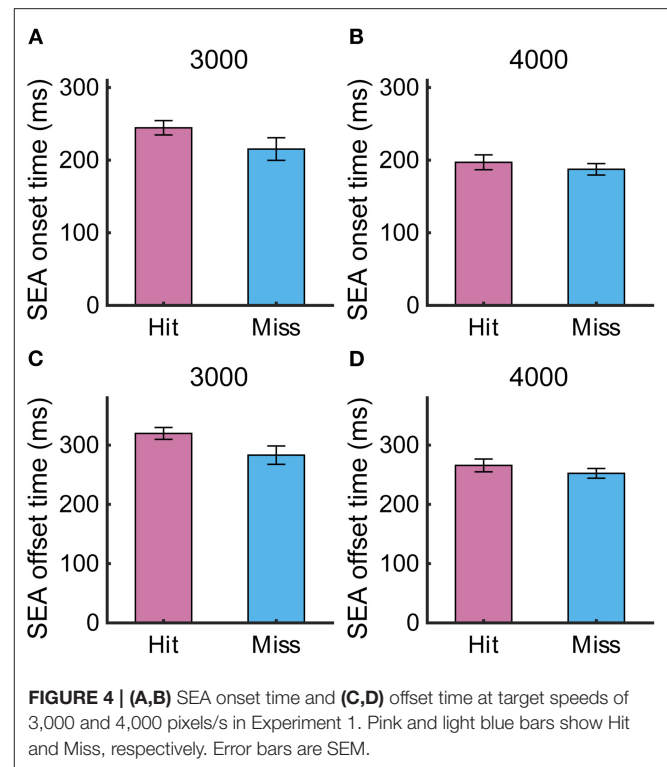 A
3000
SEA onset time (ms)
300
200
100
0
Hit Miss
B
4000
SEA onset time (ms)
300
200
100
0
Hit Miss
C
3000
SEA offset time (ms)
300
200
100
0
Hit Miss
D
4000
SEA offset time (ms)
300
200
100
0
Hit Miss
FIGURE 4 | (A,B) SEA onset time and (C,D) offset time at target speeds of
3,000 and 4,000 pixels/s in Experiment 1. Pink and light blue bars show Hit
and Miss, respectively. Error bars are SEM.